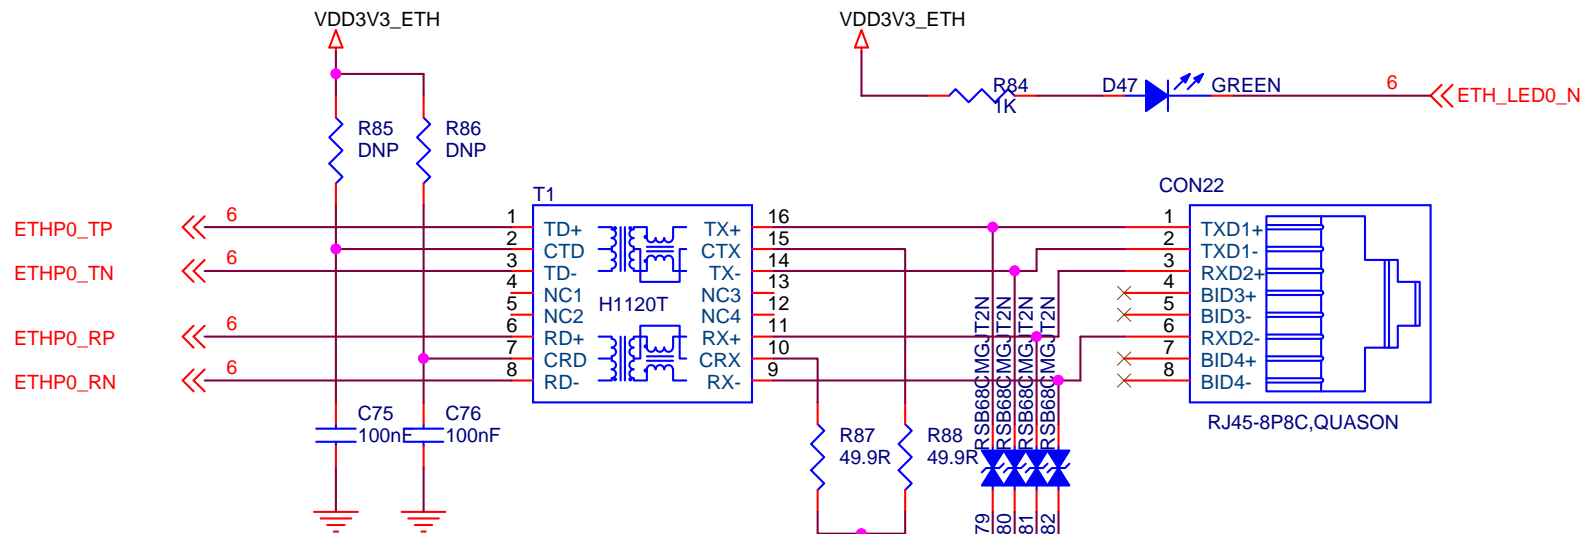 VDD3V3_ETH
VDD3V3_ETH
R84
1K
D47
GREEN
6
ETH_LED0_N
R85
DNP
R86
DNP
T1
CON22
ETHP0_TP
6
1 TD+ TX+ 16
1 TXD1+
2 CTD CTX 15
2 TXD1-
ETHP0_TN
6
3 TD- TX- 14
3 RXD2+
4 NC1 NC3 13
4 BID3+
5 NC2 NC4 12
5 BID3-
H1120T
ETHP0_RP
6
6 RD+ RX+ 11
6 RXD2-
7 CRD CRX 10
7 BID4+
ETHP0_RN
6
8 RD- RX- 9
8 BID4-
RSB68CMGJT2N
RSB68CMGJT2N
RSB68CMGJT2N
RSB68CMGJT2N
RJ45-8P8C,QUASON
C75
100nF
C76
100nF
R87
49.9R
R88
49.9R
79
80
81
82